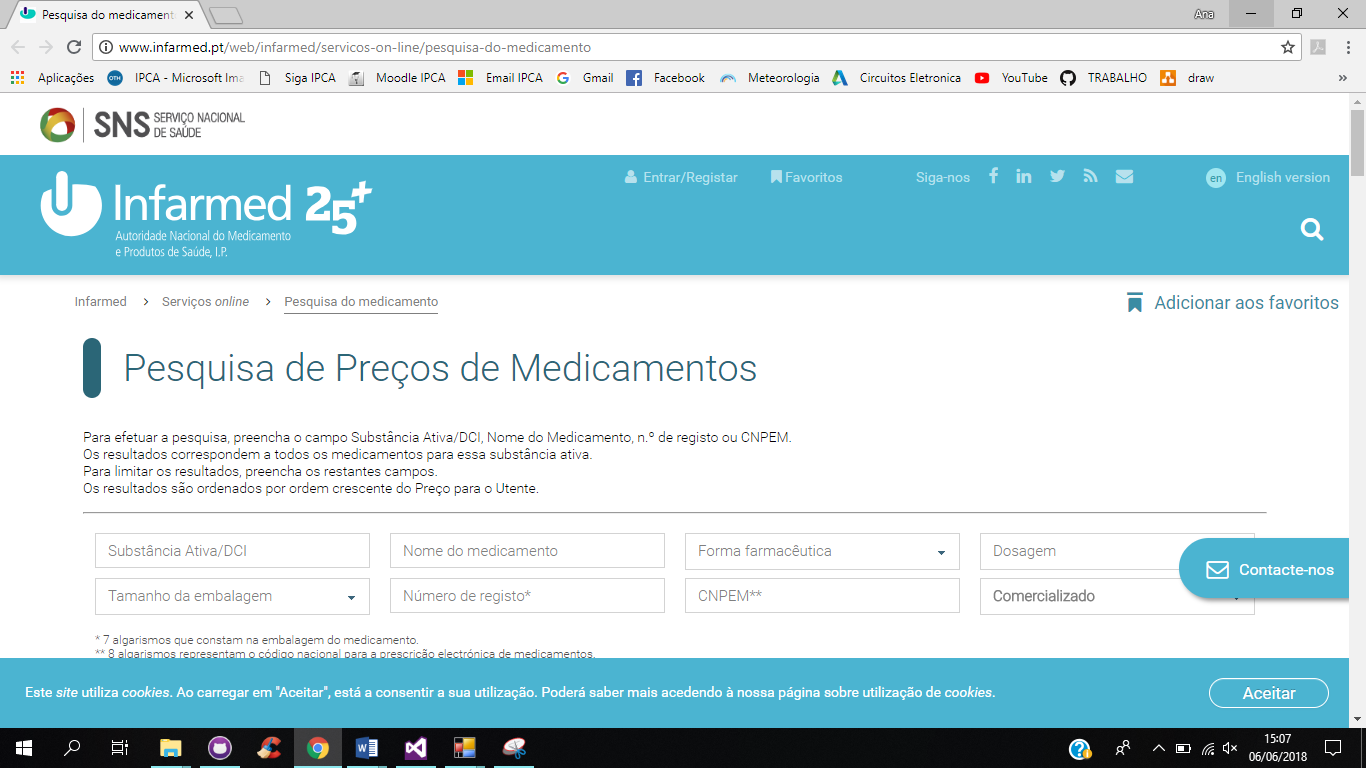 Pesquisa do medicament
Ana
www.infarmed.pt/web/infarmed/servicos-on-line/pesquisa-do-medicamento
Aplicações OTH IPCA - Microsoft Ima Siga IPCA Moodle IPCA Email IPCA Gmail Facebook Meteorologia Circuitos Eletronica YouTube TRABALHO draw »
SNS SERVIÇO NACIONAL
DE SAÚDE
Entrar/Registar Favoritos Siga-nos en English version
Infarmed 25+
Autoridade Nacional do Medicamento
e Produtos de Saúde, I.P.
Infarmed > Serviços online > Pesquisa do medicamento
Adicionar aos favoritos
Pesquisa de Preços de Medicamentos
Para efetuar a pesquisa, preencha o campo Substância Ativa/DCI, Nome do Medicamento, n.º de registo ou CNPEM.
Os resultados correspondem a todos os medicamentos para essa substância ativa.
Para limitar os resultados, preencha os restantes campos.
Os resultados são ordenados por ordem crescente do Preço para o Utente.
Substância Ativa/DCI Nome do medicamento Forma farmacêutica Dosagem
Contacte-nos
Tamanho da embalagem Número de registo* CNPEM** Comercializado
* 7 algarismos que constam na embalagem do medicamento.
** 8 algarismos representam o código nacional para a prescrição electrónica de medicamentos.
Este site utiliza cookies. Ao carregar em "Aceitar", está a consentir a sua utilização. Poderá saber mais acedendo à nossa página sobre utilização de cookies.
Aceitar
15:07
06/06/2018